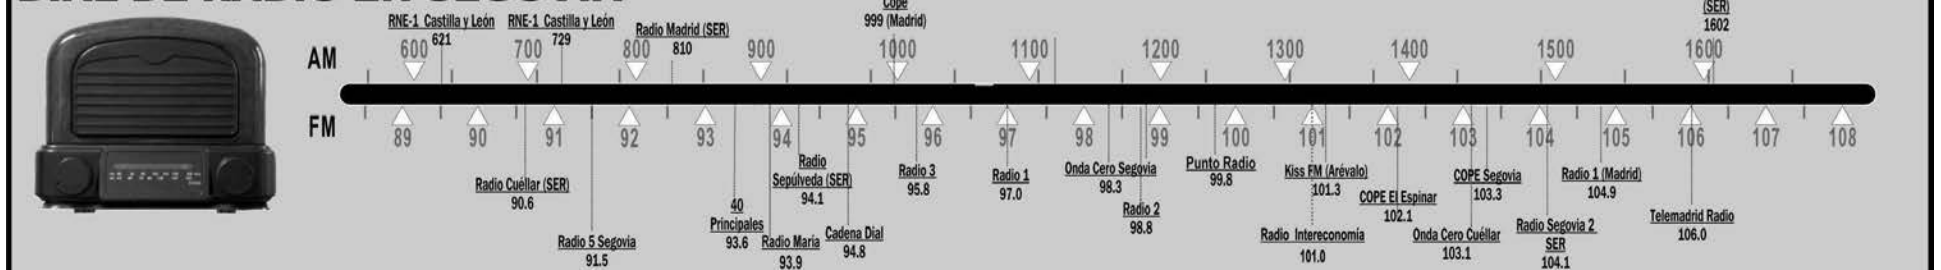 DIAL DE RADIO EN SEGOVIA
RNE-1 Castilla y León
621
RNE-1 Castilla y León
729
Radio Madrid (SER)
810
Cope
999 (Madrid)
(SER)
1602
AM
600 700 800 900 1000 1100 1200 1300 1400 1500 1600
FM
89 90 91 92 93 94 95 96 97 98 99 100 101 102 103 104 105 106 107 108
Radio Cuéllar (SER)
90.6
Radio 5 Segovia
91.5
40
Principales
93.6
Radio María
93.9
Radio
Sepúlveda (SER)
94.1
Cadena Dial
94.8
Radio 3
95.8
Radio 1
97.0
Onda Cero Segovia
98.3
Radio 2
98.8
Punto Radio
99.8
Radio Intereconomía
101.0
Kiss FM (Arévalo)
101.3
COPE El Espinar
102.1
Onda Cero Cuéllar
103.1
COPE Segovia
103.3
Radio Segovia 2
SER
104.1
Radio 1 (Madrid)
104.9
Telemadrid Radio
106.0